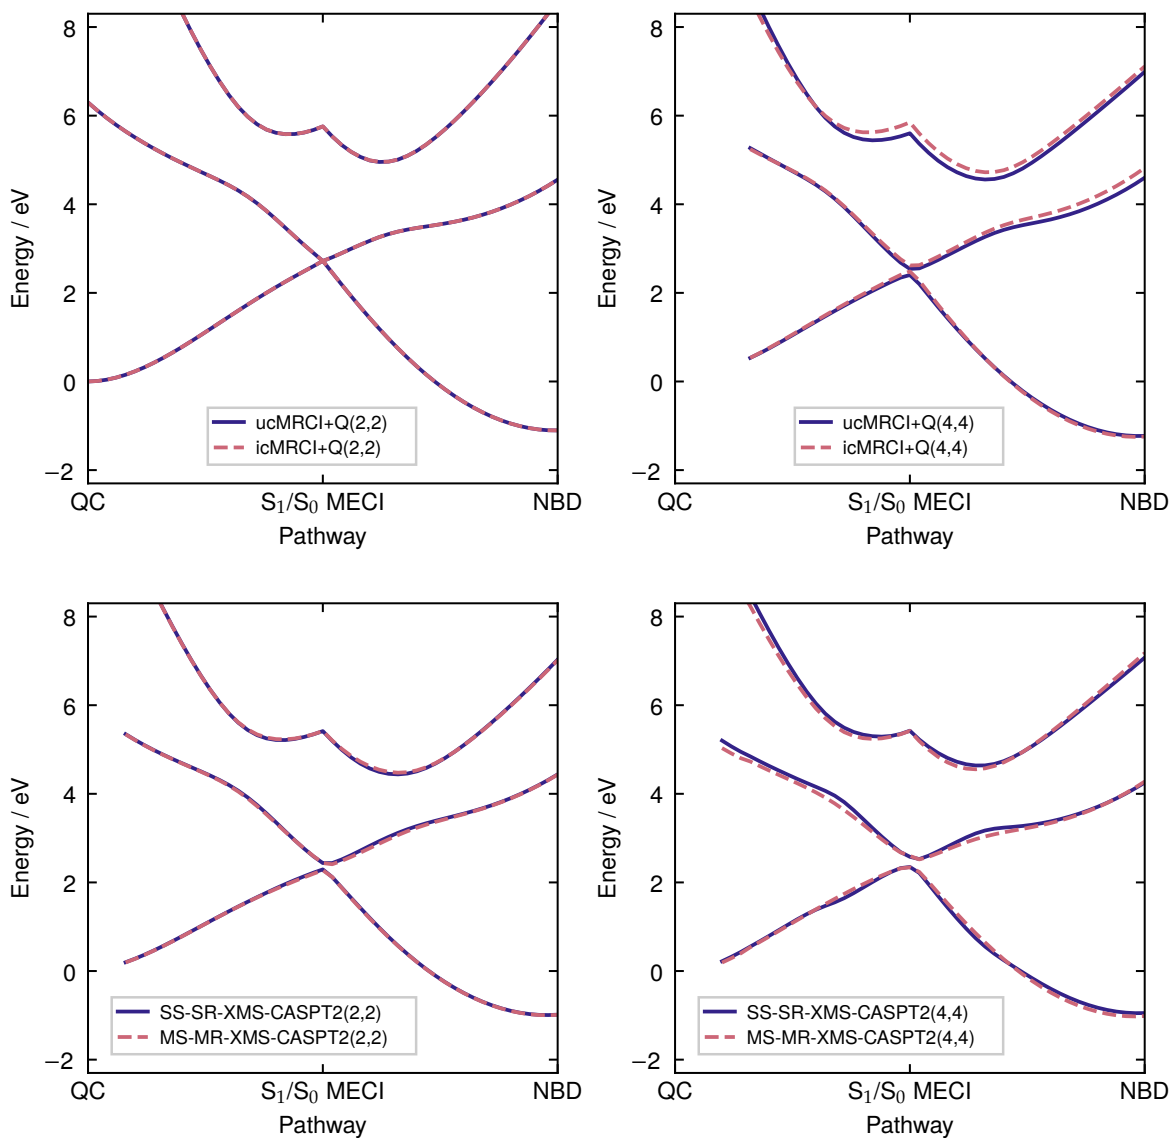 8
6
4
2
0
−2
Energy / eV
ucMRCI+Q(2,2)
icMRCI+Q(2,2)
QC
S₁/S₀ MECI
NBD
Pathway
8
6
4
2
0
−2
Energy / eV
ucMRCI+Q(4,4)
icMRCI+Q(4,4)
QC
S₁/S₀ MECI
NBD
Pathway
8
6
4
2
0
−2
Energy / eV
SS-SR-XMS-CASPT2(2,2)
MS-MR-XMS-CASPT2(2,2)
QC
S₁/S₀ MECI
NBD
Pathway
8
6
4
2
0
−2
Energy / eV
SS-SR-XMS-CASPT2(4,4)
MS-MR-XMS-CASPT2(4,4)
QC
S₁/S₀ MECI
NBD
Pathway